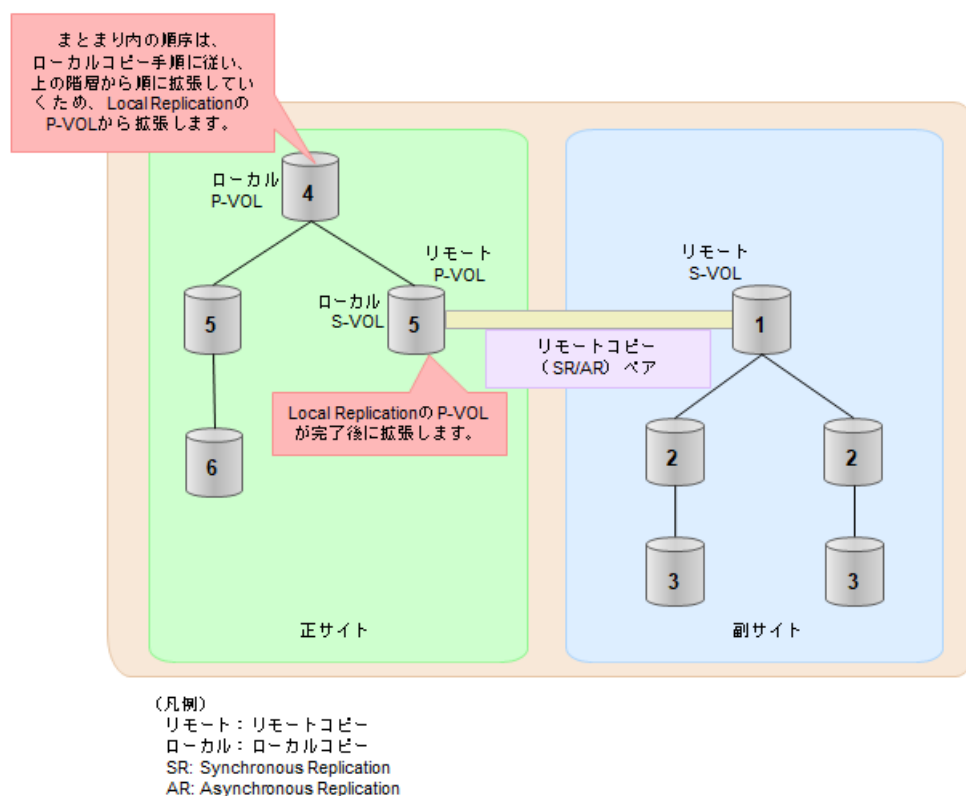 まとまり内の順序は、
ローカルコピー手順に従い、
上の階層から順に拡張してい
くため、Local Replicationの
P-VOLから拡張します。
ローカル
P-VOL
4
リモート
P-VOL
リモート
S-VOL
ローカル
S-VOL
5
5
1
リモートコピー
（SR/AR）ペア
Local ReplicationのP-VOL
が完了後に拡張します。
6
2
2
3
3
正サイト
副サイト
（凡例）
リモート：リモートコピー
ローカル：ローカルコピー
SR: Synchronous Replication
AR: Asynchronous Replication